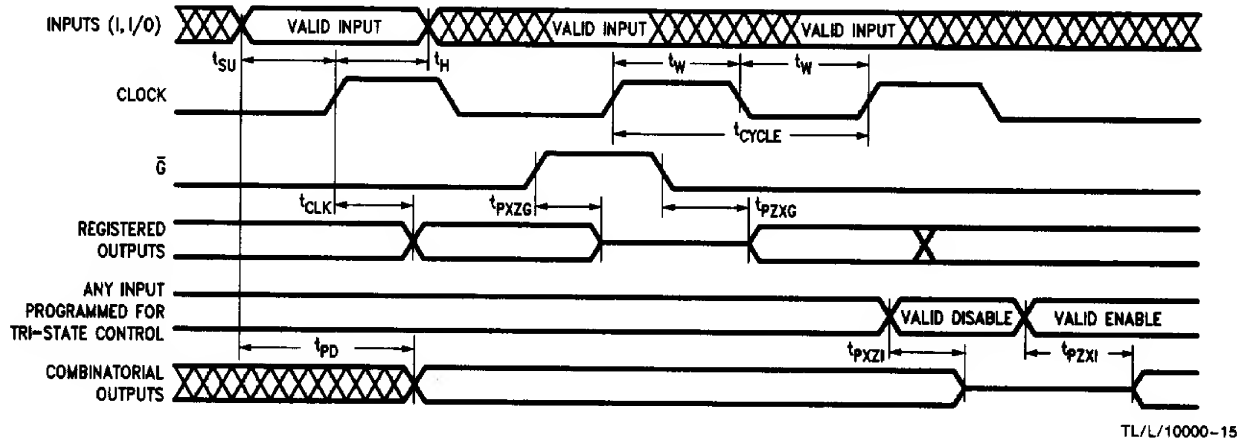 INPUTS (I, I/O)
VALID INPUT
VALID INPUT
VALID INPUT
tSU
tH
tW
tW
CLOCK
tCYCLE
G̅
tCLK
tPXZG
tPZXG
REGISTERED
OUTPUTS
ANY INPUT
PROGRAMMED FOR
TRI-STATE CONTROL
VALID DISABLE
VALID ENABLE
tPD
tPXZI
tPZXI
COMBINATORIAL
OUTPUTS
TL/L/10000-15